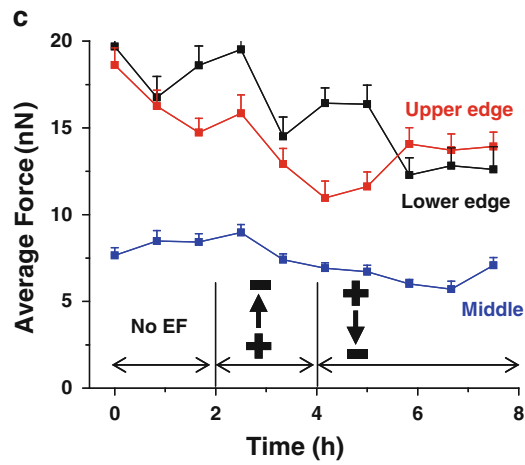 c
20
15
10
5
0
Average Force (nN)
Upper edge
Lower edge
Middle
No EF
0 2 4 6 8
Time (h)